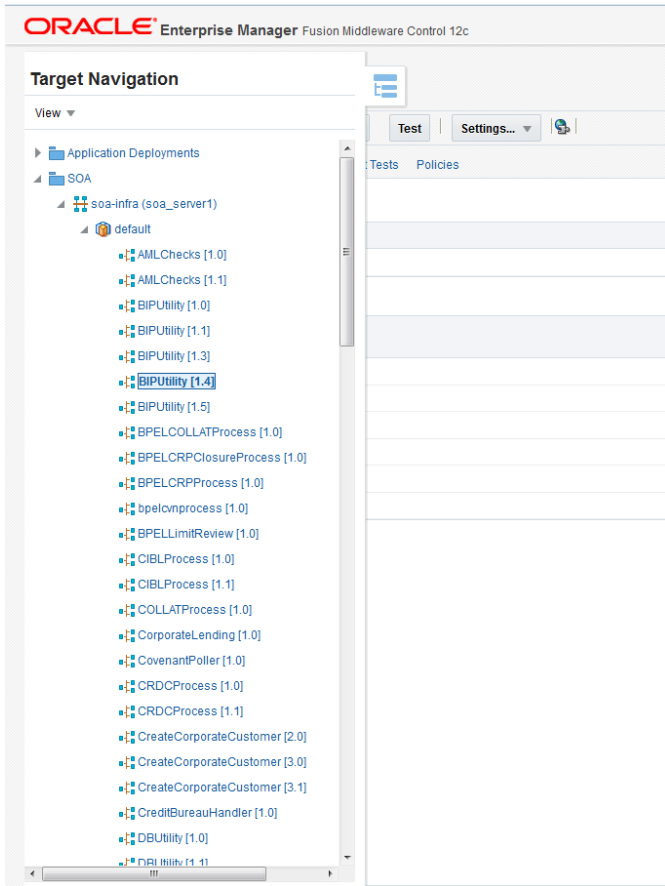 ORACLE Enterprise Manager Fusion Middleware Control 12c
Target Navigation
View
Test
Settings...
Tests
Policies
Application Deployments
SOA
soa-infra (soa_server1)
default
AMLChecks [1.0]
AMLChecks [1.1]
BIPUtility [1.0]
BIPUtility [1.1]
BIPUtility [1.3]
BIPUtility [1.4]
BIPUtility [1.5]
BPELCOLLATProcess [1.0]
BPELCRPClosureProcess [1.0]
BPELCRPProcess [1.0]
bpelcvnprocess [1.0]
BPELLimitReview [1.0]
CIBLProcess [1.0]
CIBLProcess [1.1]
COLLATProcess [1.0]
CorporateLending [1.0]
CovenantPoller [1.0]
CRDCProcess [1.0]
CRDCProcess [1.1]
CreateCorporateCustomer [2.0]
CreateCorporateCustomer [3.0]
CreateCorporateCustomer [3.1]
CreditBureauHandler [1.0]
DBUtility [1.0]
DBUtility [1.1]